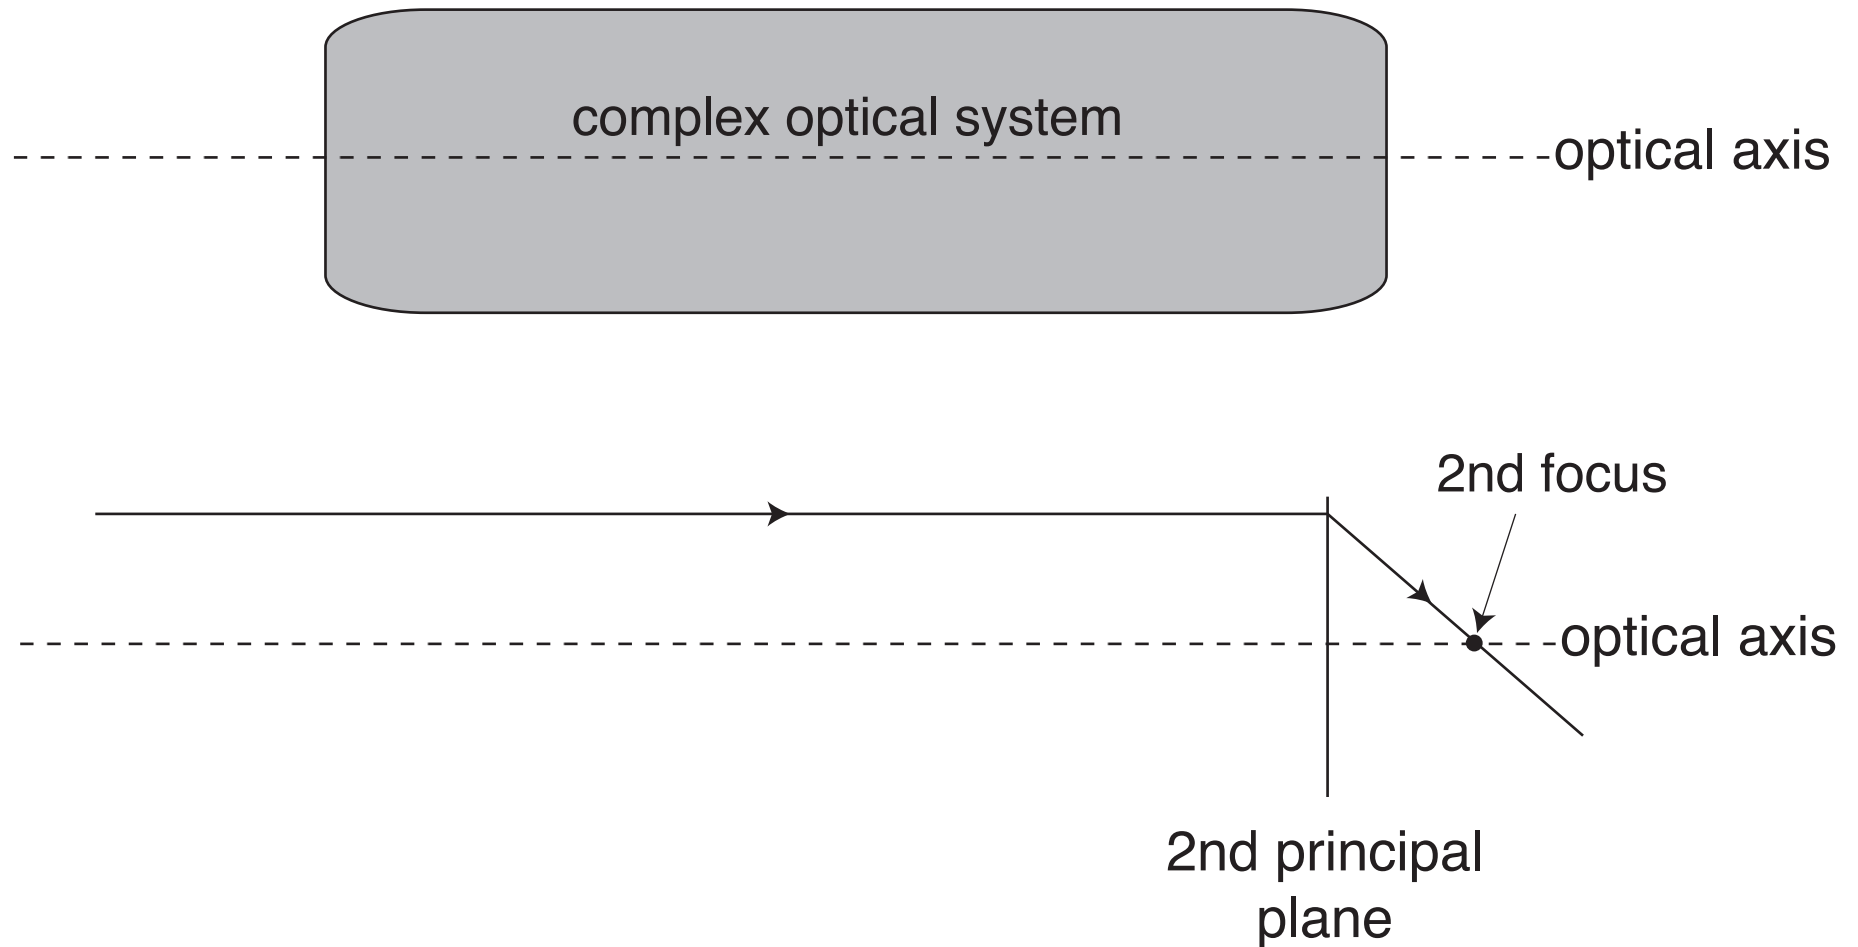 complex optical system
optical axis
2nd focus
optical axis
2nd principal
plane